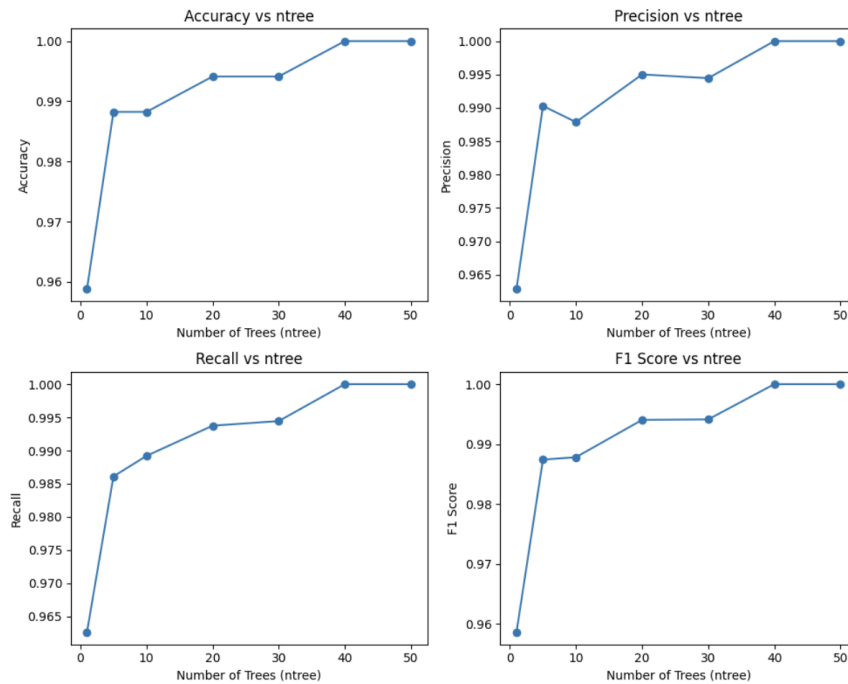 Accuracy vs ntree
1.00
0.99
0.98
0.97
0.96
Accuracy
0 10 20 30 40 50
Number of Trees (ntree)
Precision vs ntree
1.000
0.995
0.990
0.985
0.980
0.975
0.970
0.965
Precision
0 10 20 30 40 50
Number of Trees (ntree)
Recall vs ntree
1.000
0.995
0.990
0.985
0.980
0.975
0.970
0.965
Recall
0 10 20 30 40 50
Number of Trees (ntree)
F1 Score vs ntree
1.00
0.99
0.98
0.97
0.96
F1 Score
0 10 20 30 40 50
Number of Trees (ntree)